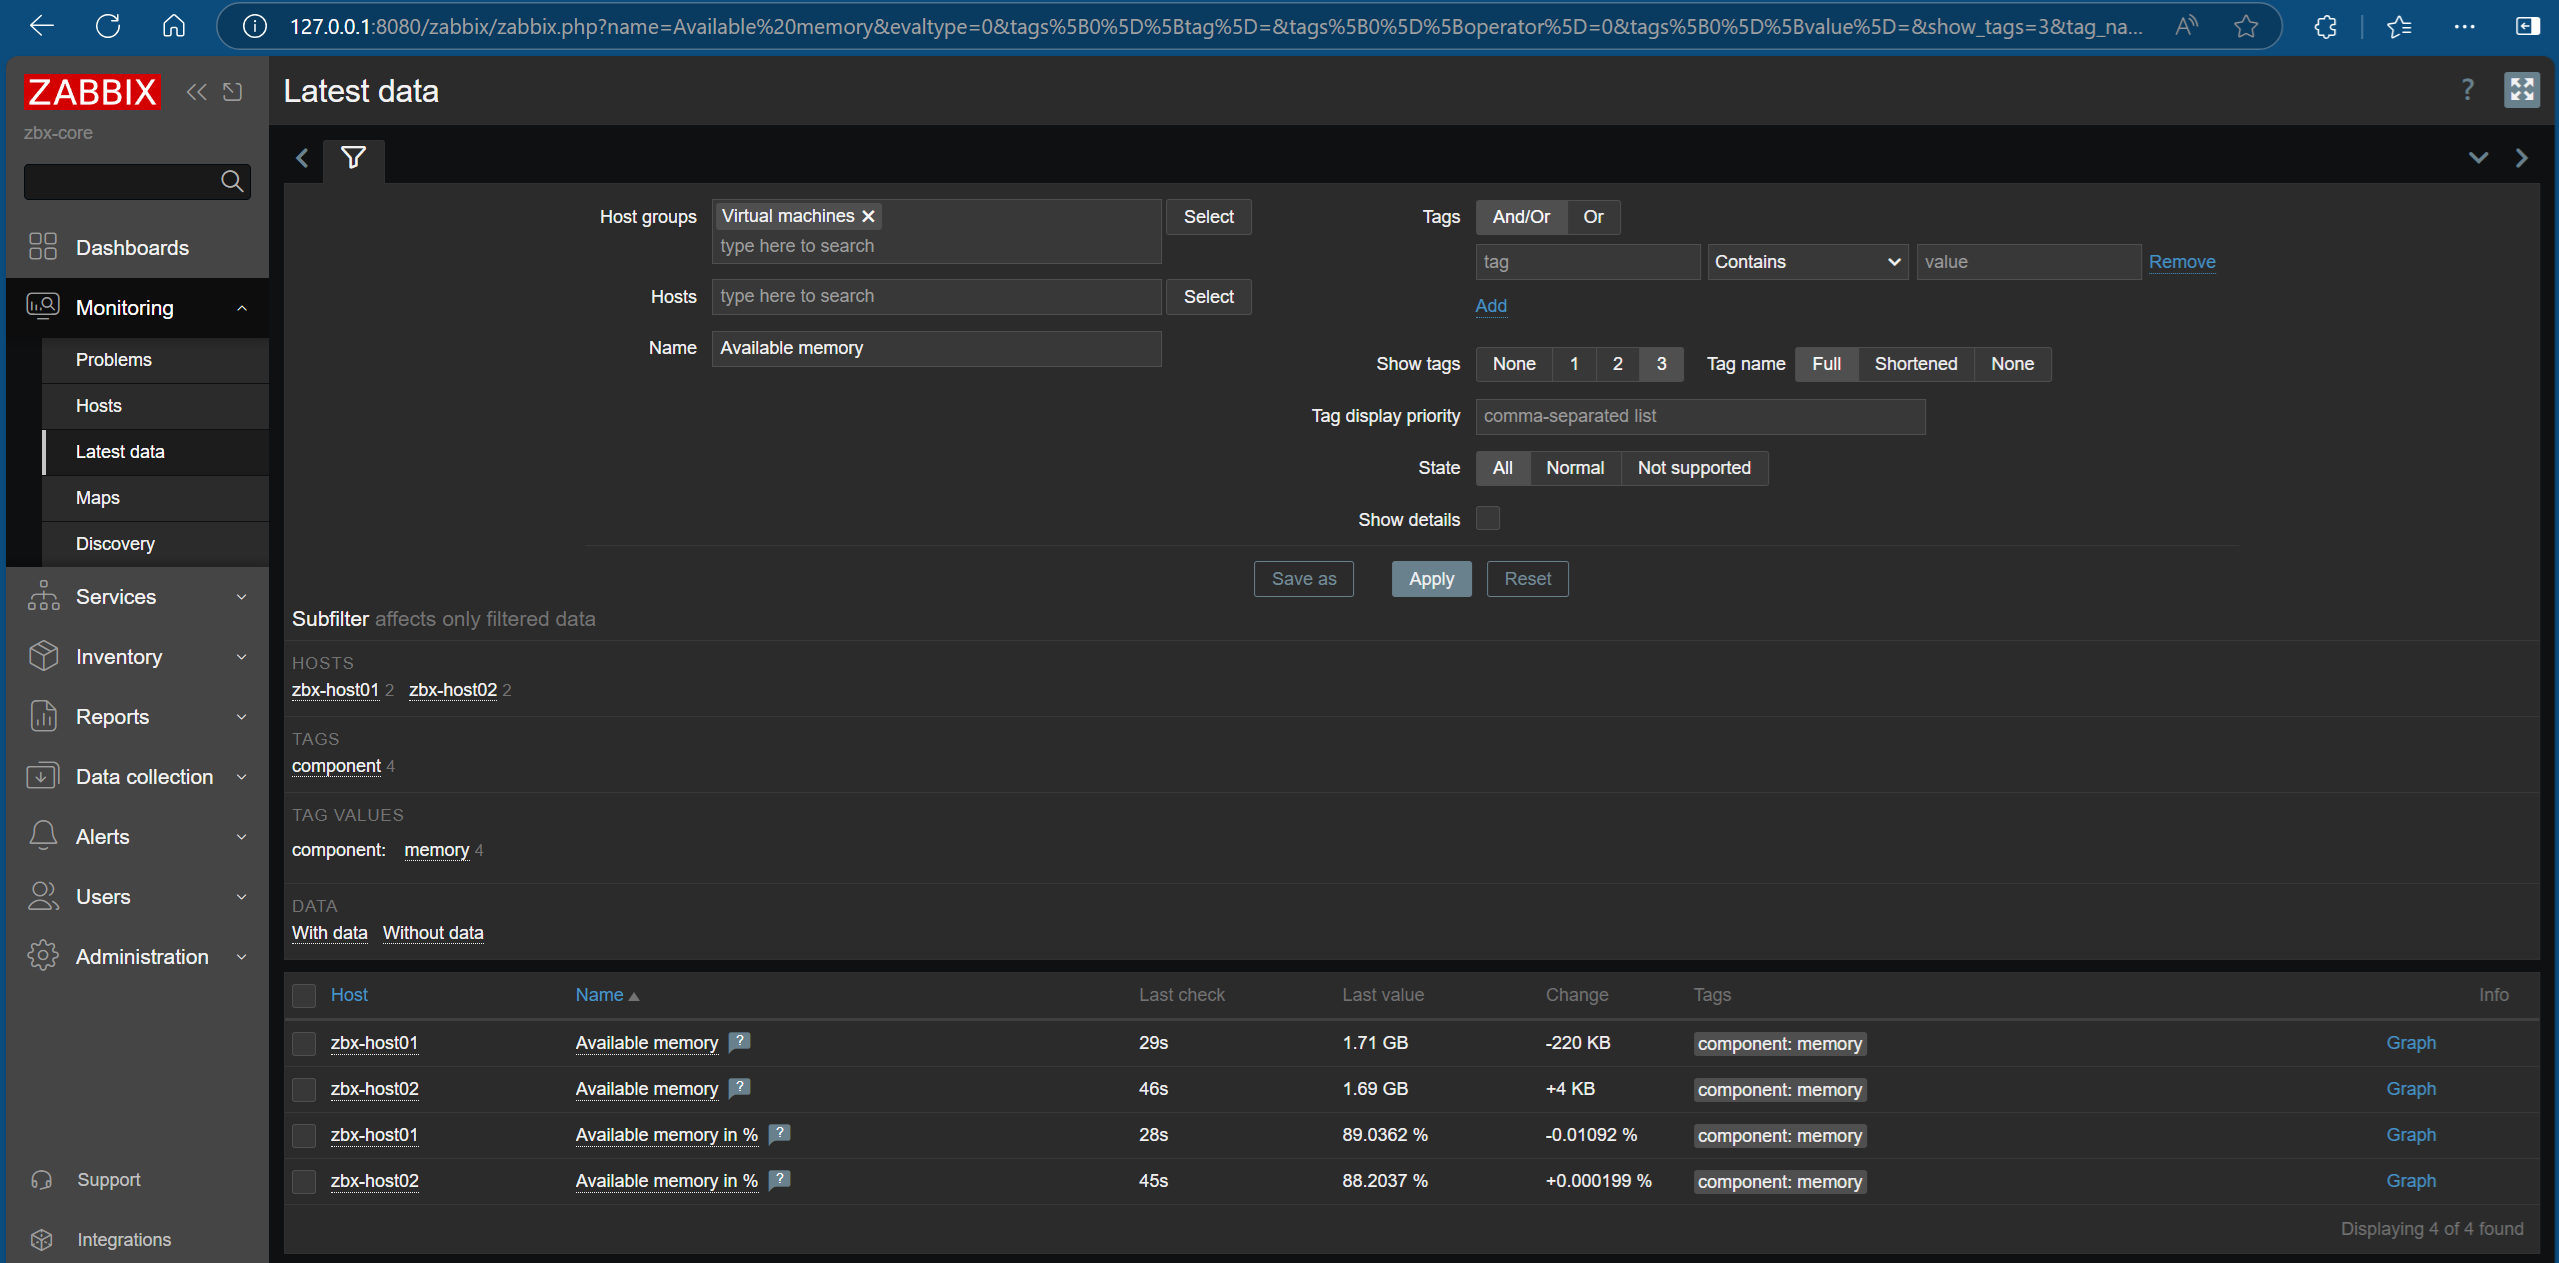 127.0.0.1:8080/zabbix/zabbix.php?name=Available%20memory&evaltype=0&tags%5B0%5D%5Btag%5D=&tags%5B0%5D%5Boperator%5D=0&tags%5B0%5D%5Bvalue%5D=&show_tags=3&tag_na...
ZABBIX
zbx-core
Dashboards
Monitoring
Problems
Hosts
Latest data
Maps
Discovery
Services
Inventory
Reports
Data collection
Alerts
Users
Administration
Support
Integrations
Latest data ?
Host groups Virtual machines Select
type here to search
Hosts type here to search Select
Name Available memory
Tags And/Or Or
tag Contains value Remove
Add
Show tags None 1 2 3 Tag name Full Shortened None
Tag display priority comma-separated list
State All Normal Not supported
Show details
Save as Apply Reset
Subfilter affects only filtered data
HOSTS
zbx-host01 2 zbx-host02 2
TAGS
component 4
TAG VALUES
component: memory 4
DATA
With data Without data
Host Name Last check Last value Change Tags Info
zbx-host01 Available memory ? 29s 1.71 GB -220 KB component: memory Graph
zbx-host02 Available memory ? 46s 1.69 GB +4 KB component: memory Graph
zbx-host01 Available memory in % ? 28s 89.0362 % -0.01092 % component: memory Graph
zbx-host02 Available memory in % ? 45s 88.2037 % +0.000199 % component: memory Graph
Displaying 4 of 4 found